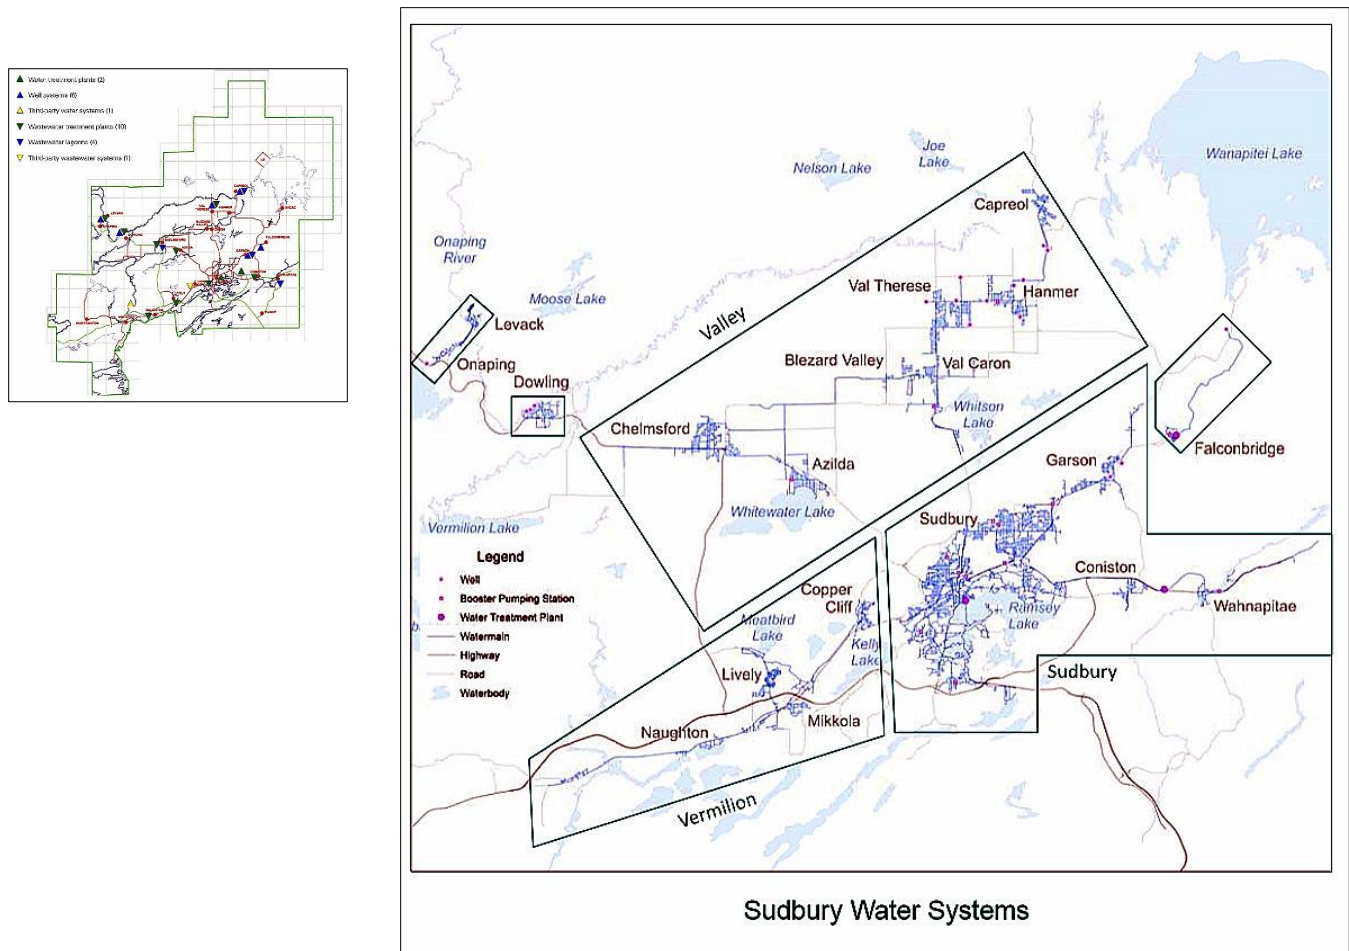 Water treatment plants (2)
Well systems (6)
Third-party water systems (1)
Wastewater treatment plants (10)
Wastewater lagoons (4)
Third-party wastewater systems (1)
Wanapitei Lake
Joe
Lake
Nelson Lake
Capreol
Onaping
River
Moose Lake
Val Therese
Hanmer
Levack
Valley
Onaping
Blezard Valley
Val Caron
Dowling
Whitson
Lake
Chelmsford
Falconbridge
Azilda
Garson
Whitewater Lake
Sudbury
Vermilion Lake
Legend
Well
Booster Pumping Station
Water Treatment Plant
Watermain
Highway
Road
Waterbody
Coniston
Copper
Cliff
Ramsey
Lake
Wahnapitae
Meatbird
Lake
Kelly
Lake
Lively
Sudbury
Mikkola
Naughton
Vermilion
Sudbury Water Systems